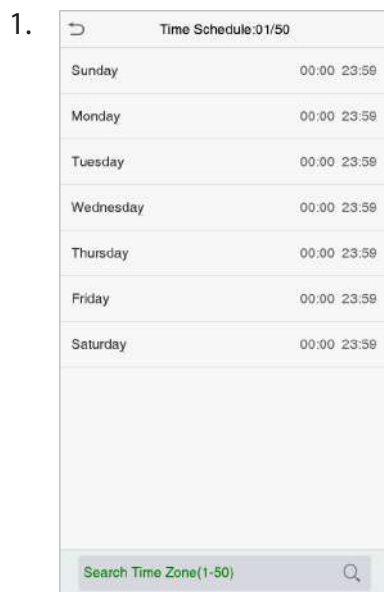 1.
Time Schedule:01/50
Sunday 00:00 23:59
Monday 00:00 23:59
Tuesday 00:00 23:59
Wednesday 00:00 23:59
Thursday 00:00 23:59
Friday 00:00 23:59
Saturday 00:00 23:59
Search Time Zone(1-50)